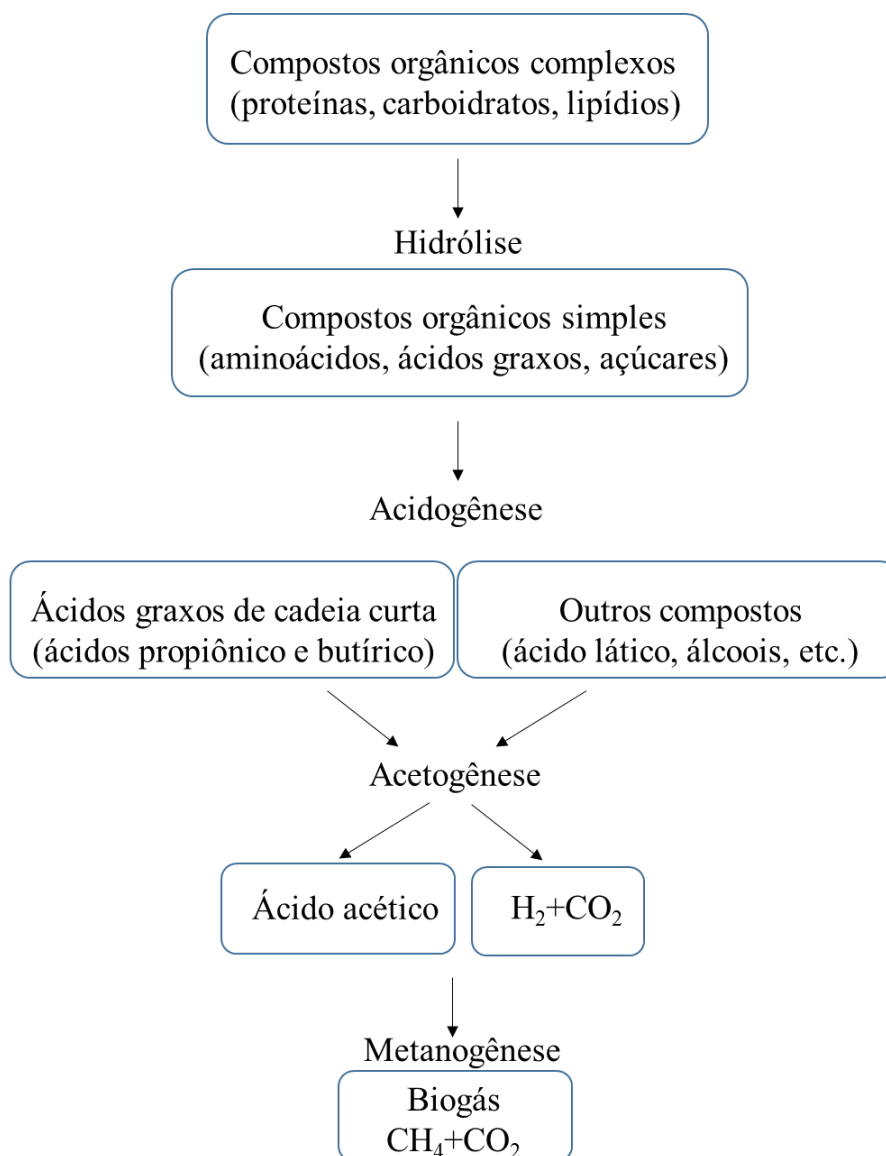 Compostos orgânicos complexos
(proteínas, carboidratos, lipídios)
Hidrólise
Compostos orgânicos simples
(aminoácidos, ácidos graxos, açúcares)
Acidogênese
Ácidos graxos de cadeia curta
(ácidos propiônico e butírico)
Outros compostos
(ácido lático, álcoois, etc.)
Acetogênese
Ácido acético
H₂+CO₂
Metanogênese
Biogás
CH₄+CO₂